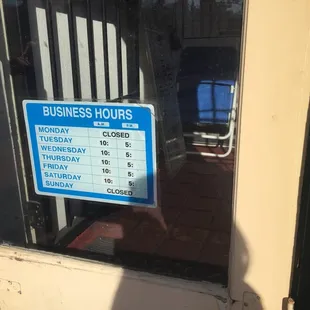 BUSINESS HOURS
MONDAY CLOSED
TUESDAY 10: 5:
WEDNESDAY 10: 5:
THURSDAY 10: 5:
FRIDAY 10: 5:
SATURDAY 10: 5:
SUNDAY CLOSED